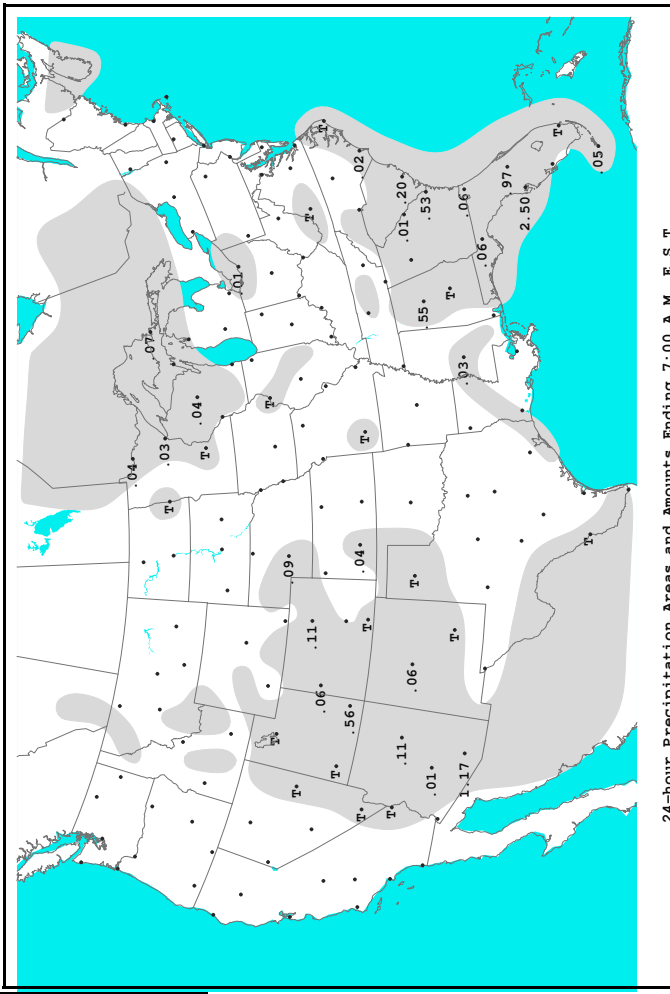 .04
.07
.03
T
.04
T
.01
T
T
.09
T
T
.11
.06
T
T
.56
.02
.04
T
T
T
T
.11
.20
.01
.06
T
.55
.53
.01
T
T
.03
.06
1.17
.06
.97
2.50
T
T
.05
24-hour Precipitation Areas and Amounts Ending 7:00 A.M. E.S.T.